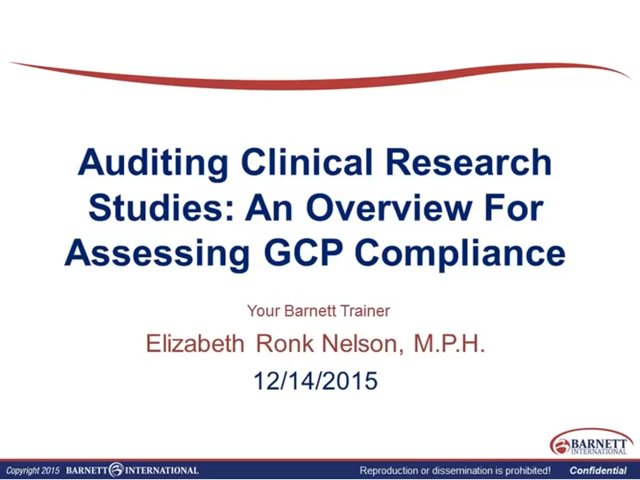 Auditing Clinical Research
Studies: An Overview For
Assessing GCP Compliance
Your Barnett Trainer
Elizabeth Ronk Nelson, M.P.H.
12/14/2015
BARNETT
INTERNATIONAL
Copyright 2015 BARNETT INTERNATIONAL Reproduction or dissemination is prohibited! Confidential